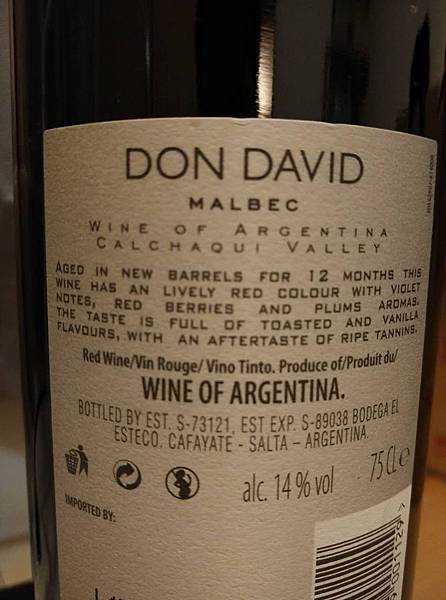 DON DAVID
MALBEC
WINE OF ARGENTINA
CALCHAQUI VALLEY
AGED IN NEW BARRELS FOR 12 MONTHS THIS
WINE HAS AN LIVELY RED COLOUR WITH VIOLET
NOTES, RED BERRIES AND PLUMS AROMAS.
THE TASTE IS FULL OF TOASTED AND VANILLA
FLAVOURS, WITH AN AFTERTASTE OF RIPE TANNINS.
Red Wine/Vin Rouge/ Vino Tinto. Produce of/Produit du/
WINE OF ARGENTINA.
BOTTLED BY EST. S-73121, EST EXP. S-89038 BODEGA EL
ESTECO. CAFAYATE - SALTA – ARGENTINA.
alc. 14 % vol
75 CL e
IMPORTED BY: